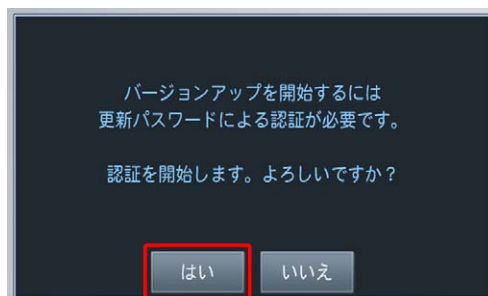 バージョンアップを開始するには
更新パスワードによる認証が必要です。
認証を開始します。よろしいですか？
はい
いいえ